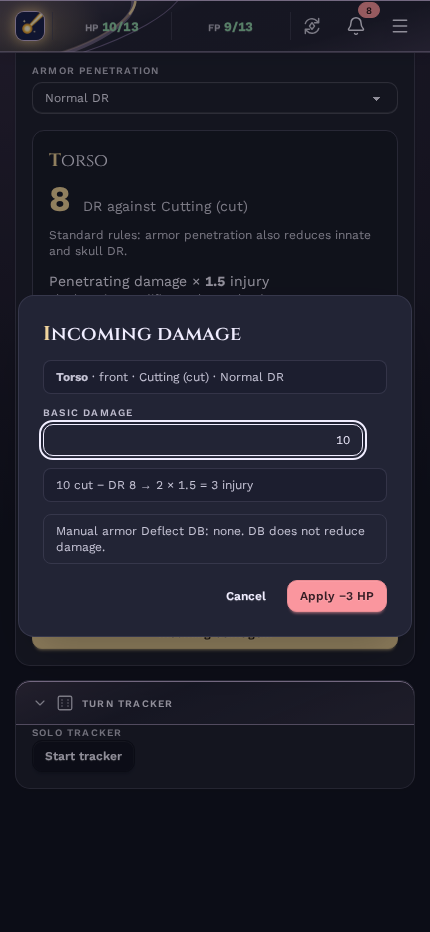 HP 10/13
FP 9/13
8
ARMOR PENETRATION
Normal DR
TORSO
8 DR against Cutting (cut)
Standard rules: armor penetration also reduces innate
and skull DR.
Penetrating damage × 1.5 injury
INCOMING DAMAGE
Torso · front · Cutting (cut) · Normal DR
BASIC DAMAGE
10
10 cut − DR 8 → 2 × 1.5 = 3 injury
Manual armor Deflect DB: none. DB does not reduce
damage.
Cancel
Apply −3 HP
TURN TRACKER
SOLO TRACKER
Start tracker